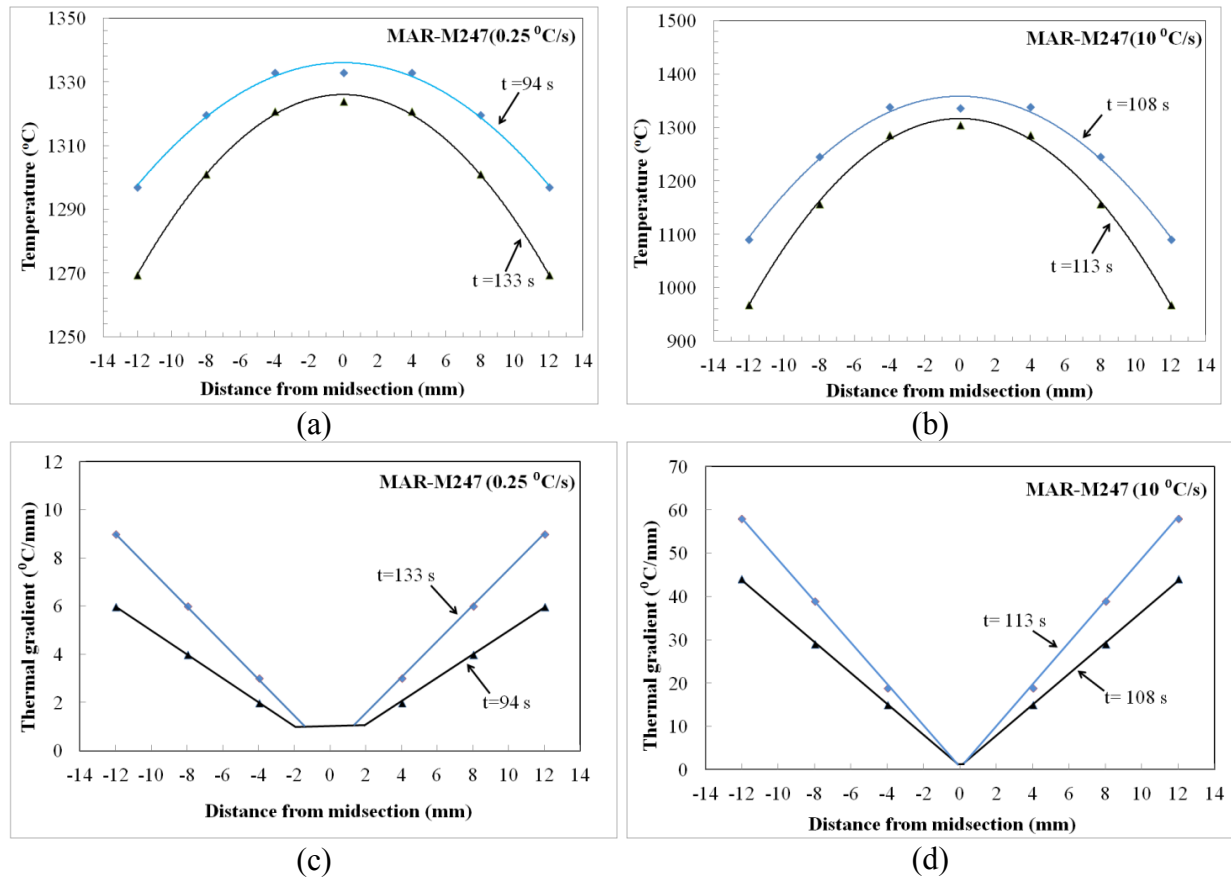 MAR-M247(0.25 ⁰C/s)
1350
1330
1310
1290
1270
1250
Temperature (°C)
t =94 s
t =133 s
-14 -12 -10 -8 -6 -4 -2 0 2 4 6 8 10 12 14
Distance from midsection (mm)
(a)
MAR-M247(10 ⁰C/s)
1500
1400
1300
1200
1100
1000
900
Temperature (°C)
t =108 s
t =113 s
-14 -12 -10 -8 -6 -4 -2 0 2 4 6 8 10 12 14
Distance from midsection (mm)
(b)
MAR-M247 (0.25 ⁰C/s)
12
10
8
6
4
2
0
Thermal gradient (⁰C/mm)
t=133 s
t=94 s
-14 -12 -10 -8 -6 -4 -2 0 2 4 6 8 10 12 14
Distance from midsection (mm)
(c)
MAR-M247 (10 ⁰C/s)
70
60
50
40
30
20
10
0
Thermal gradient (⁰C/mm)
t= 113 s
t= 108 s
-14 -12 -10 -8 -6 -4 -2 0 2 4 6 8 10 12 14
Distance from midsection (mm)
(d)